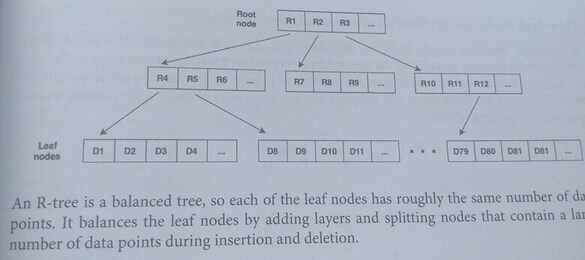 Root
node
R1 R2 R3 ...
R4 R5 R6 ...
R7 R8 R9 ...
R10 R11 R12 ...
Leaf
nodes
D1 D2 D3 D4 ...
D8 D9 D10 D11 ...
• • •
D79 D80 D81 D81 ...
An R-tree is a balanced tree, so each of the leaf nodes has roughly the same number of da
points. It balances the leaf nodes by adding layers and splitting nodes that contain a lar
number of data points during insertion and deletion.